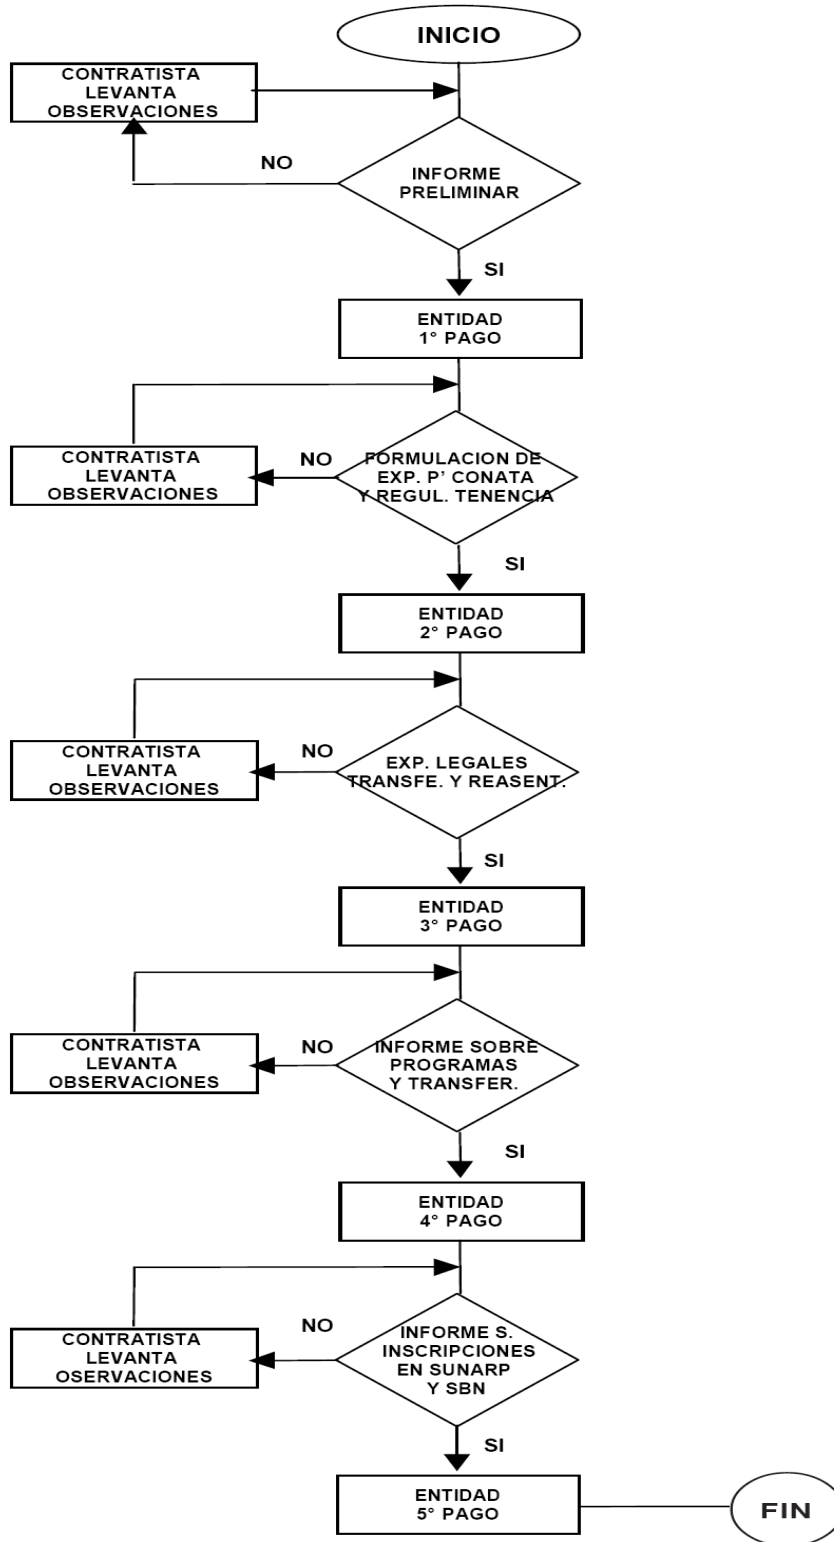 INICIO
CONTRATISTA
LEVANTA
OBSERVACIONES
NO
INFORME
PRELIMINAR
SI
ENTIDAD
1° PAGO
CONTRATISTA
LEVANTA
OBSERVACIONES
NO
FORMULACION DE
EXP. P' CONATA
Y REGUL. TENENCIA
SI
ENTIDAD
2° PAGO
CONTRATISTA
LEVANTA
OBSERVACIONES
NO
EXP. LEGALES
TRANSFE. Y REASENT.
SI
ENTIDAD
3° PAGO
CONTRATISTA
LEVANTA
OBSERVACIONES
NO
INFORME SOBRE
PROGRAMAS
Y TRANSFER.
SI
ENTIDAD
4° PAGO
CONTRATISTA
LEVANTA
OSERVACIONES
NO
INFORME S.
INSCRIPCIONES
EN SUNARP
Y SBN
SI
ENTIDAD
5° PAGO
FIN